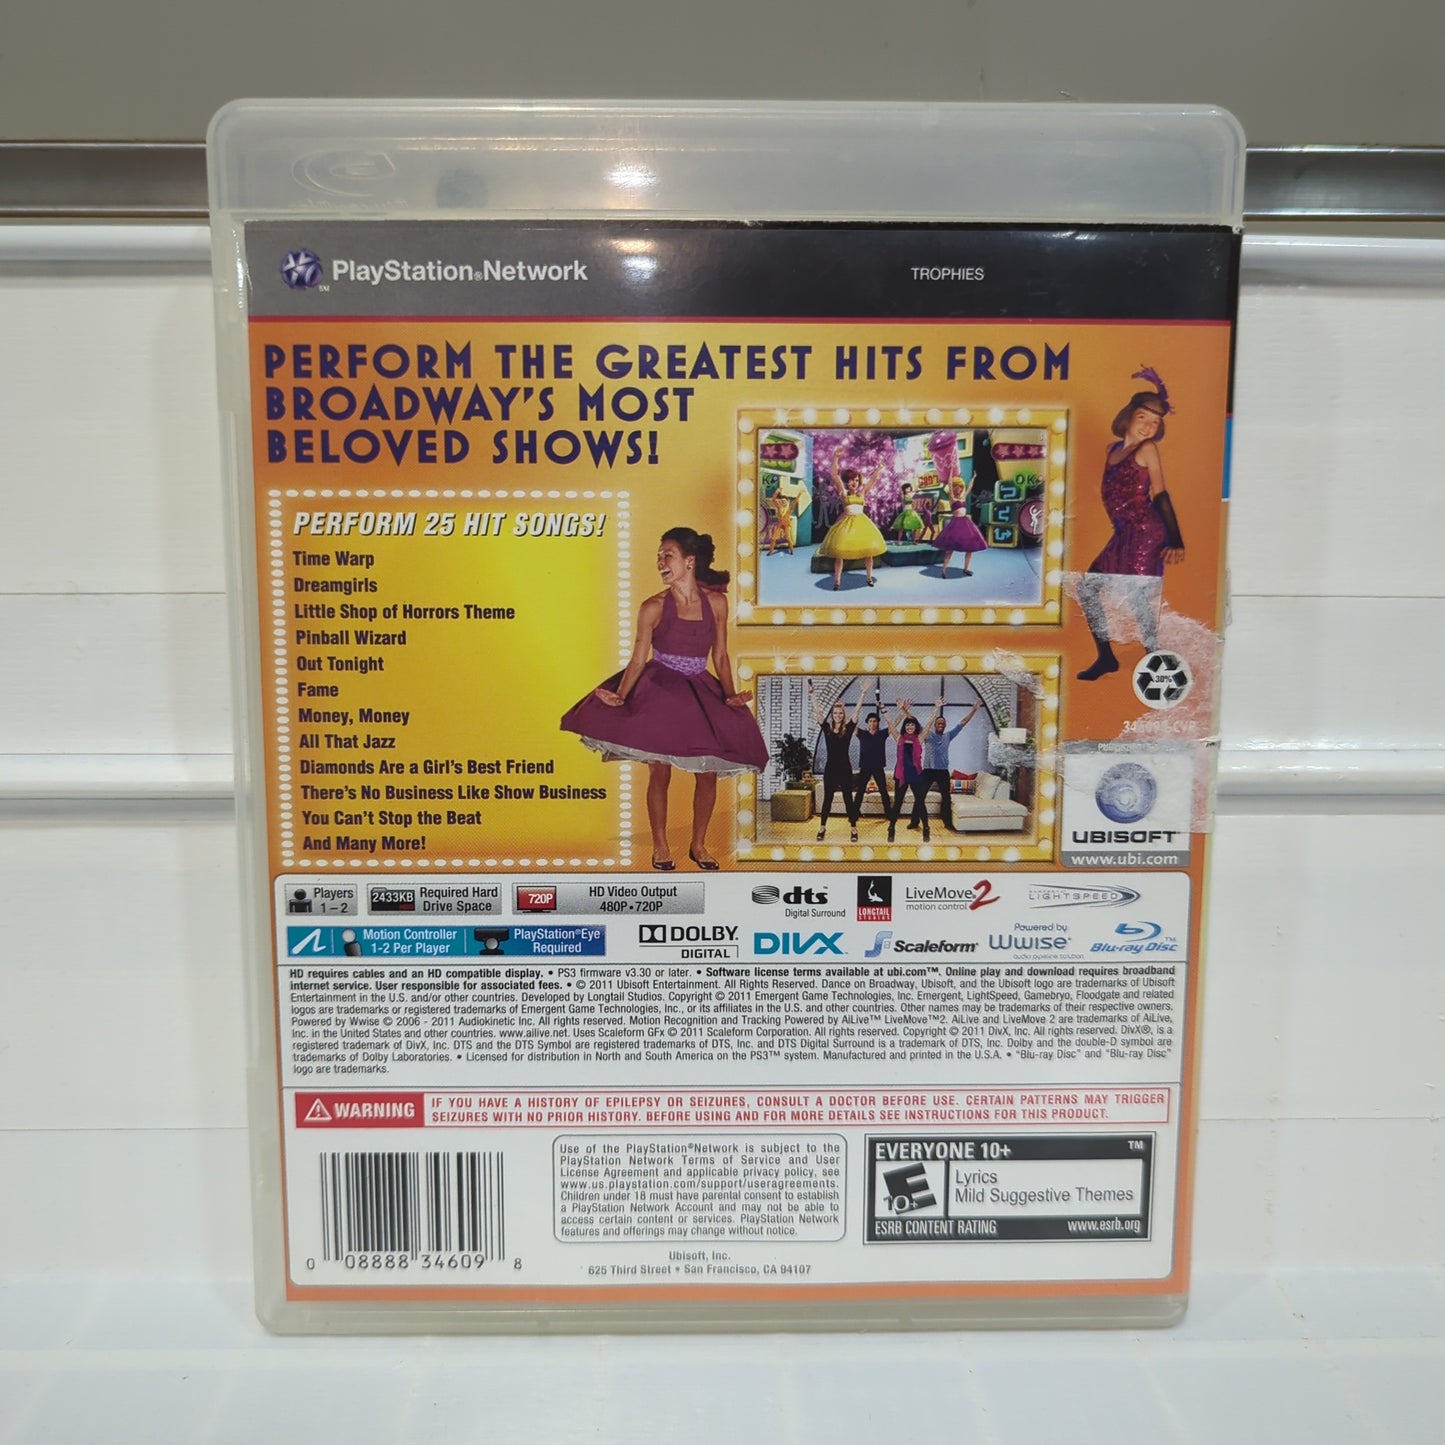 PlayStation®Network
SM
TROPHIES
PERFORM THE GREATEST HITS FROM
BROADWAY'S MOST
BELOVED SHOWS!
PERFORM 25 HIT SONGS!
Time Warp
Dreamgirls
Little Shop of Horrors Theme
Pinball Wizard
Out Tonight
Fame
Money, Money
All That Jazz
Diamonds Are a Girl's Best Friend
There's No Business Like Show Business
You Can't Stop the Beat
And Many More!
OK
30%
UBISOFT
www.ubi.com
Players
1–2
2433KB
Required Hard
Drive Space
720P
HD Video Output
480P•720P
dts
Digital Surround
LONGTAIL
STUDIOS
LiveMove 2
motion control
LIGHTSPEED
Motion Controller
1-2 Per Player
PlayStation®Eye
Required
DOLBY
DIGITAL
DIVX
Scaleform
Powered by
Wwise
audio pipeline solution
Blu-ray Disc™
HD requires cables and an HD compatible display. • PS3 firmware v3.30 or later. • Software license terms available at ubi.com™. Online play and download requires broadband
internet service. User responsible for associated fees. • © 2011 Ubisoft Entertainment. All Rights Reserved. Dance on Broadway, Ubisoft, and the Ubisoft logo are trademarks of Ubisoft
Entertainment in the U.S. and/or other countries. Developed by Longtail Studios. Copyright © 2011 Emergent Game Technologies, Inc. Emergent, LightSpeed, Gamebryo, Floodgate and related
logos are trademarks or registered trademarks of Emergent Game Technologies, Inc., or its affiliates in the U.S. and other countries. Other names may be trademarks of their respective owners.
Powered by Wwise © 2006 - 2011 Audiokinetic Inc. All rights reserved. Motion Recognition and Tracking Powered by AiLive™ LiveMove™2. AiLive and LiveMove 2 are trademarks of AiLive,
Inc. in the United States and other countries. www.ailive.net. Uses Scaleform GFx © 2011 Scaleform Corporation. All rights reserved. Copyright © 2011 DivX, Inc. All rights reserved. DivX®, is a
registered trademark of DivX, Inc. DTS and the DTS Symbol are registered trademarks of DTS, Inc. and DTS Digital Surround is a trademark of DTS, Inc. Dolby and the double-D symbol are
trademarks of Dolby Laboratories. • Licensed for distribution in North and South America on the PS3™ system. Manufactured and printed in the U.S.A. • "Blu-ray Disc" and "Blu-ray Disc"
logo are trademarks.
WARNING
IF YOU HAVE A HISTORY OF EPILEPSY OR SEIZURES, CONSULT A DOCTOR BEFORE USE. CERTAIN PATTERNS MAY TRIGGER
SEIZURES WITH NO PRIOR HISTORY. BEFORE USING AND FOR MORE DETAILS SEE INSTRUCTIONS FOR THIS PRODUCT.
Use of the PlayStation®Network is subject to the
PlayStation Network Terms of Service and User
License Agreement and applicable privacy policy, see
www.us.playstation.com/support/useragreements.
Children under 18 must have parental consent to establish
a PlayStation Network Account and may not be able to
access certain content or services. PlayStation Network
features and offerings may change without notice.
EVERYONE 10+ ™
E
10+
Lyrics
Mild Suggestive Themes
ESRB CONTENT RATING www.esrb.org
0 08888 34609 8
Ubisoft, Inc.
625 Third Street • San Francisco, CA 94107